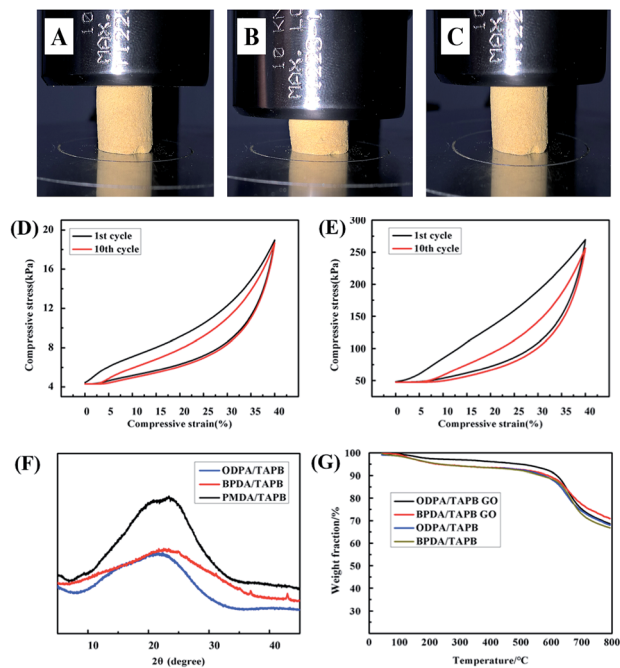 A
B
C
10
MAX.
10 KN
MAX. 10
(D)
1st cycle
10th cycle
Compressive stress(kPa)
20
16
12
8
4
0 5 10 15 20 25 30 35 40
Compressive strain(%)
(E)
1st cycle
10th cycle
Compressive stress(kPa)
300
250
200
150
100
50
0 5 10 15 20 25 30 35 40
Compressive strain(%)
(F)
ODPA/TAPB
BPDA/TAPB
PMDA/TAPB
10 20 30 40
2θ (degree)
(G)
ODPA/TAPB GO
BPDA/TAPB GO
ODPA/TAPB
BPDA/TAPB
Weight fraction/%
100
90
80
70
60
50
40
30
0 100 200 300 400 500 600 700 800
Temperature/°C